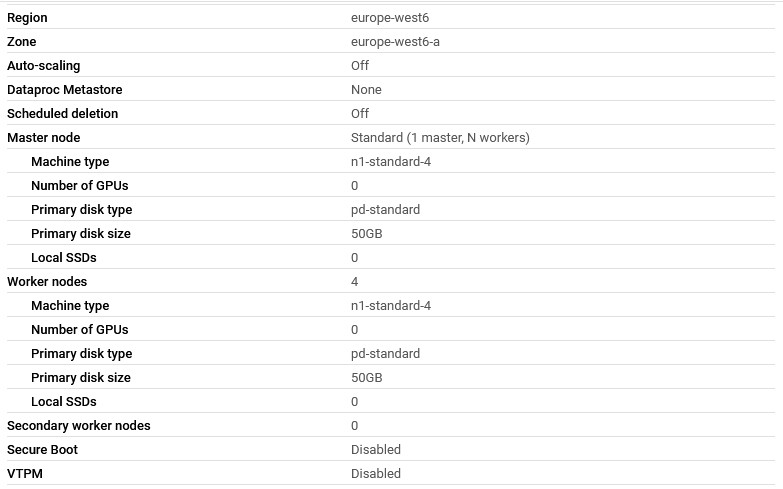 Region europe-west6
Zone europe-west6-a
Auto-scaling Off
Dataproc Metastore None
Scheduled deletion Off
Master node Standard (1 master, N workers)
Machine type n1-standard-4
Number of GPUs 0
Primary disk type pd-standard
Primary disk size 50GB
Local SSDs 0
Worker nodes 4
Machine type n1-standard-4
Number of GPUs 0
Primary disk type pd-standard
Primary disk size 50GB
Local SSDs 0
Secondary worker nodes 0
Secure Boot Disabled
VTPM Disabled